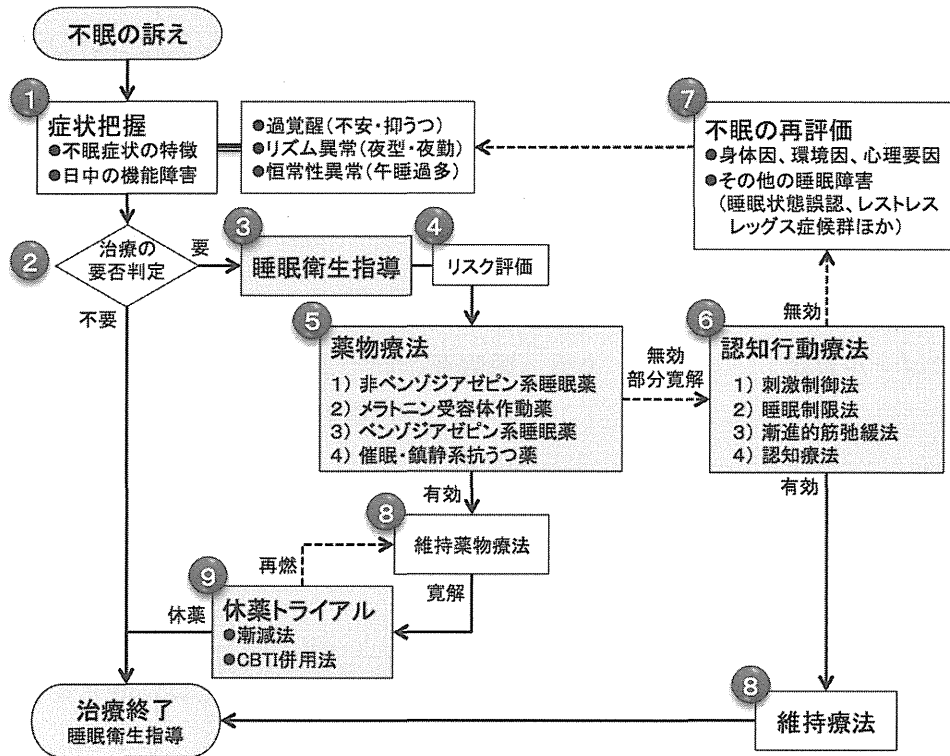 不眠の訴え
①
症状把握
●不眠症状の特徴
●日中の機能障害
●過覚醒(不安・抑うつ)
●リズム異常(夜型・夜勤)
●恒常性異常(午睡過多)
⑦
不眠の再評価
●身体因、環境因、心理要因
●その他の睡眠障害
(睡眠状態誤認、レストレス
レッグス症候群ほか)
②
治療の
要否判定
要
不要
③
睡眠衛生指導
④
リスク評価
⑤
薬物療法
1) 非ベンゾジアゼピン系睡眠薬
2) メラトニン受容体作動薬
3) ベンゾジアゼピン系睡眠薬
4) 催眠・鎮静系抗うつ薬
無効
部分寛解
⑥
無効
認知行動療法
1) 刺激制御法
2) 睡眠制限法
3) 漸進的筋弛緩法
4) 認知療法
有効
有効
⑧
維持薬物療法
再燃
寛解
⑨
休薬トライアル
●漸減法
●CBTI併用法
休薬
治療終了
睡眠衛生指導
⑧
維持療法